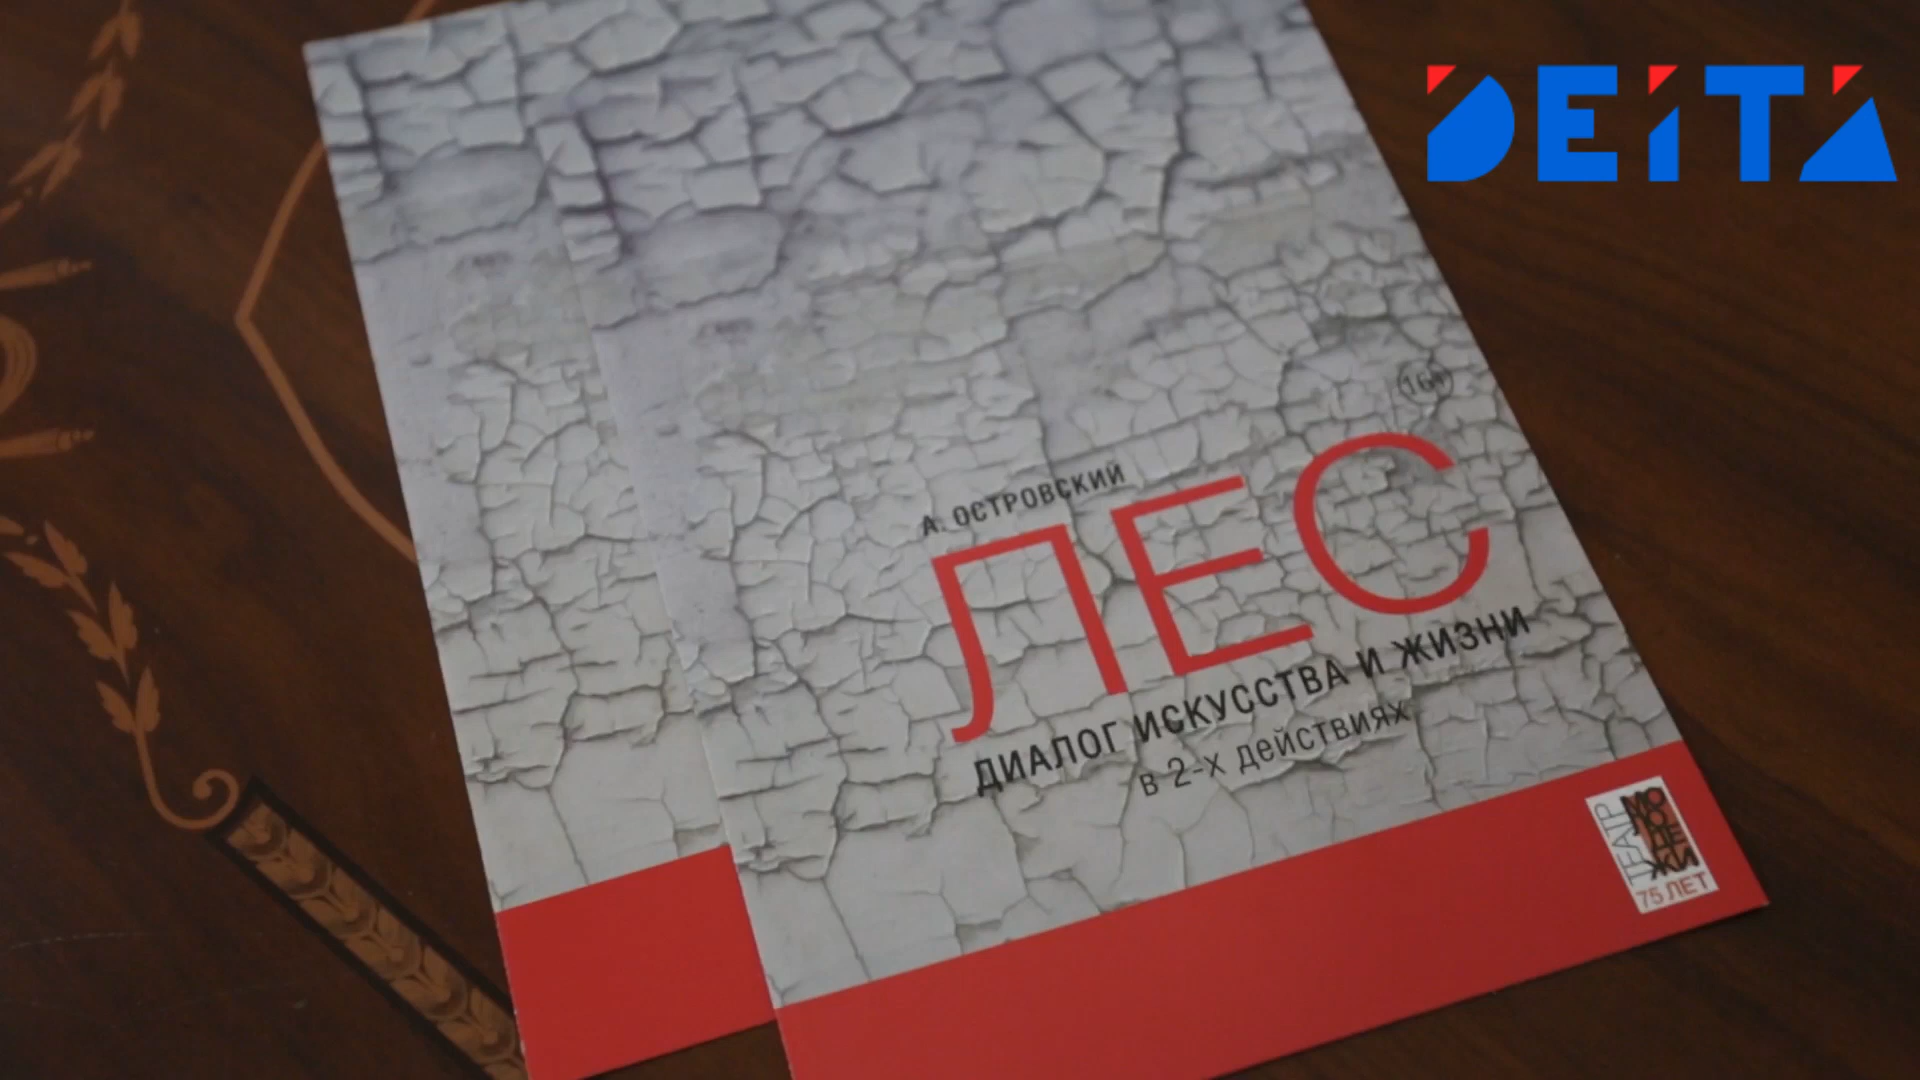 DEITA
16+
А. ОСТРОВСКИЙ
ЛЕС
ДИАЛОГ ИСКУССТВА И ЖИЗНИ
в 2-х действиях
ТЕАТР
МОЛОДЕЖИ
75 ЛЕТ